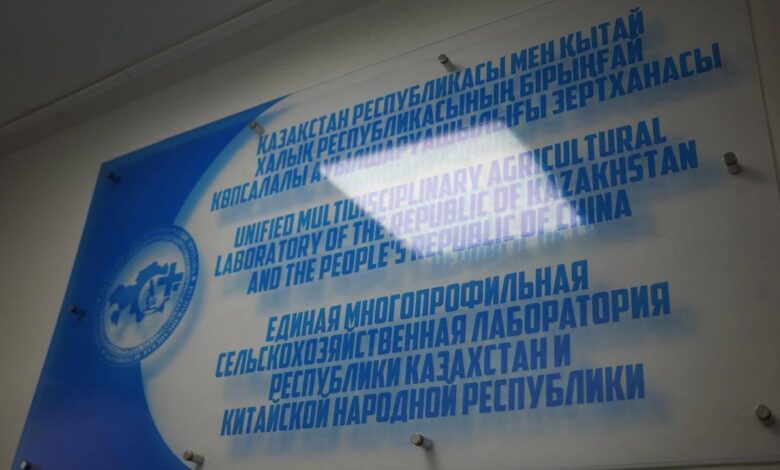 ҚАЗАҚСТАН РЕСПУБЛИКАСЫ МЕН ҚЫТАЙ
ХАЛЫҚ РЕСПУБЛИКАСЫНЫҢ БІРЫҢҒАЙ
КӨПСАЛАЛЫ АУЫЛШАРУАШЫЛЫҒЫ ЗЕРТХАНАСЫ
UNIFIED MULTIDISCIPLINARY AGRICULTURAL
LABORATORY OF THE REPUBLIC OF KAZAKHSTAN
AND THE PEOPLE'S REPUBLIC OF CHINA
ЕДИНАЯ МНОГОПРОФИЛЬНАЯ
СЕЛЬСКОХОЗЯЙСТВЕННАЯ ЛАБОРАТОРИЯ
РЕСПУБЛИКИ КАЗАХСТАН И
КИТАЙСКОЙ НАРОДНОЙ РЕСПУБЛИКИ